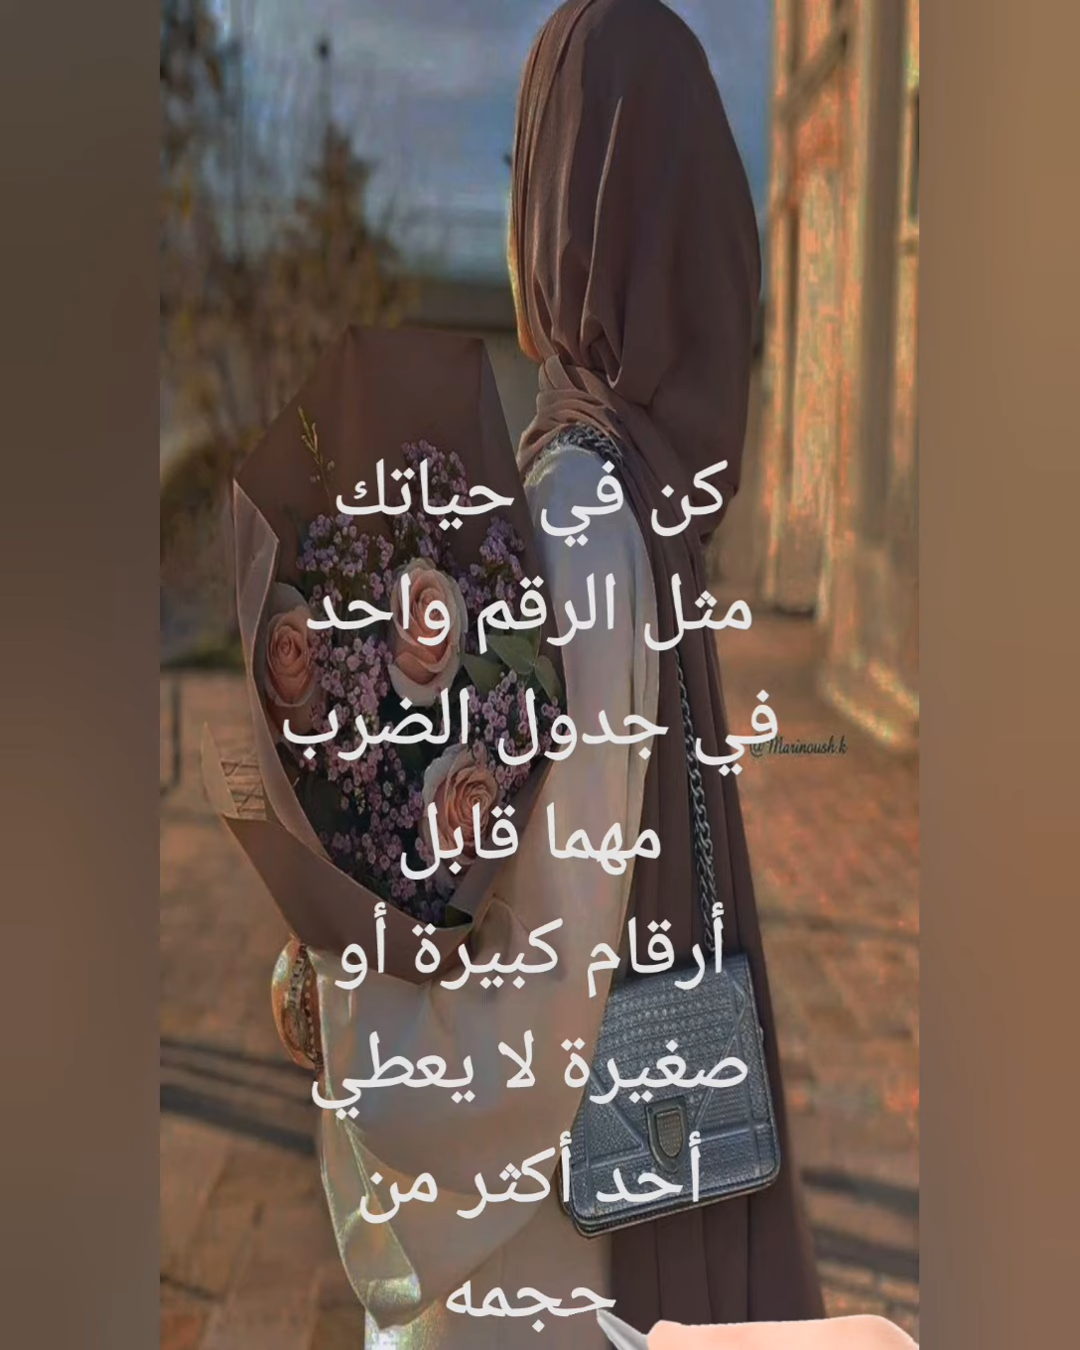 كن في حياتك
مثل الرقم واحد
في جدول الضرب
@Marinoush.k
مهما قابل
أرقام كبيرة أو
صغيرة لا يعطي
أحد أكثر من
حجمه